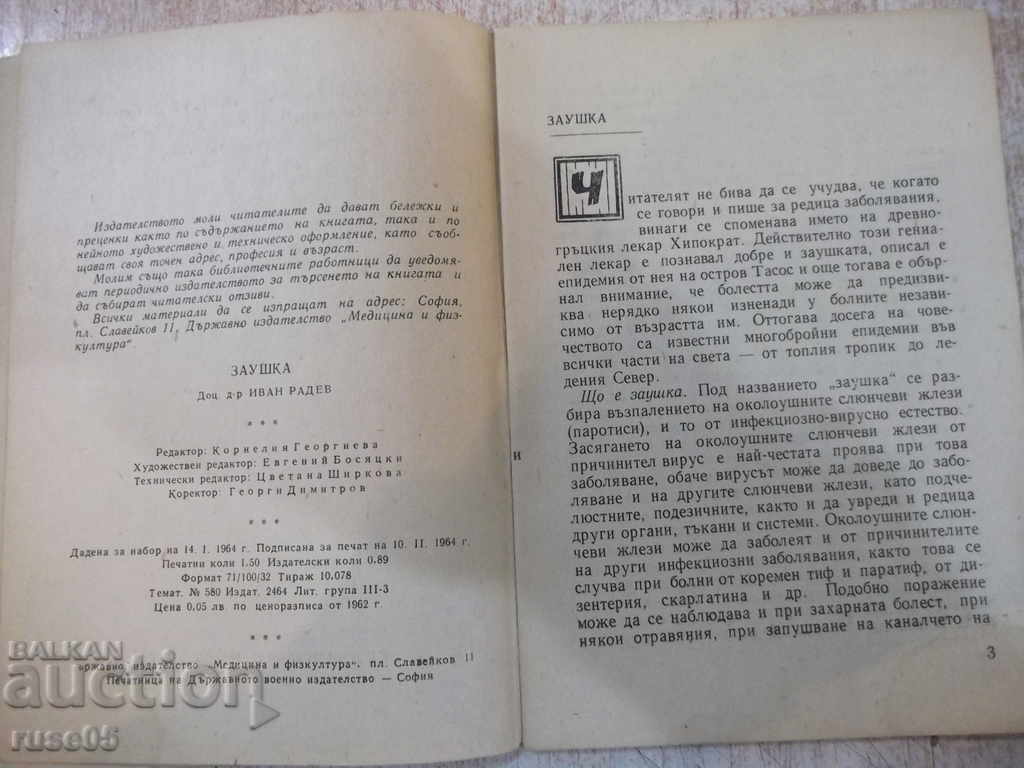 Издателството моли читателите да дават бележки и
преценки както по съдържанието на книгата, така и по
нейното художествено и техническо оформление, като съоб-
щават своя точен адрес, професия и възраст.
Молим също така библиотечните работници да уведомя-
ват периодично издателството за търсенето на книгата и
да събират читателски отзиви.
Всички материали да се изпращат на адрес: София,
пл. Славейков 11, Държавно издателство „Медицина и физ-
култура“.
ЗАУШКА
Доц. д-р ИВАН РАДЕВ
* * *
Редактор: Корнелия Георгиева
Художествен редактор: Евгений Босяцки
Технически редактор: Цветана Ширкова
Коректор: Георги Димитров
* * *
Дадена за набор на 14. I. 1964 г. Подписана за печат на 10. II. 1964 г.
Печатни коли 1.50 Издателски коли 0.89
Формат 71/100/32 Тираж 10,078
Темат. № 580 Издат. 2464 Лит. група III-3
Цена 0,05 лв. по ценоразпис от 1962 г.
* * *
ържавно издателство „Медицина и физкултура“. пл. Славейков 11
Печатница на Държавното военно издателство — София
и
ЗАУШКА
Читателят не бива да се учудва, че когато
се говори и пише за редица заболявания,
винаги се споменава името на древно-
гръцкия лекар Хипократ. Действително този гениа-
лен лекар е познавал добре и заушката, описал е
епидемия от нея на остров Тасос и още тогава е обър-
нал внимание, че болестта може да предизви-
ква нерядко някои изненади у болните незави-
симо от възрастта им. Оттогава досега на чове-
чеството са известни многобройни епидемии във
всички части на света — от топлия тропик до ле-
дения Север.
Що е заушка. Под названието „заушка“ се раз-
бира възпалението на околоушните слюнчеви жлези
(паротиси), и то от инфекциозно-вирусно естество.
Засягането на околоушните слюнчеви жлези от
причинител вирус е най-честата проява при това
заболяване, обаче вирусът може да доведе до забо-
ляване и на другите слюнчеви жлези, като подче-
люстните, подезичните, както и да увреди и редица
други органи, тъкани и системи. Околоушните слюн-
чеви жлези може да заболеят и от причинителите
на други инфекциозни заболявания, както това се
случва при болни от коремен тиф и паратиф, от ди-
зентерия, скарлатина и др. Подобно поражение
може да се наблюдава и при захарната болест, при
някои отравяния, при запушване на каналчето на
3
BALKAN
auction
ruse05